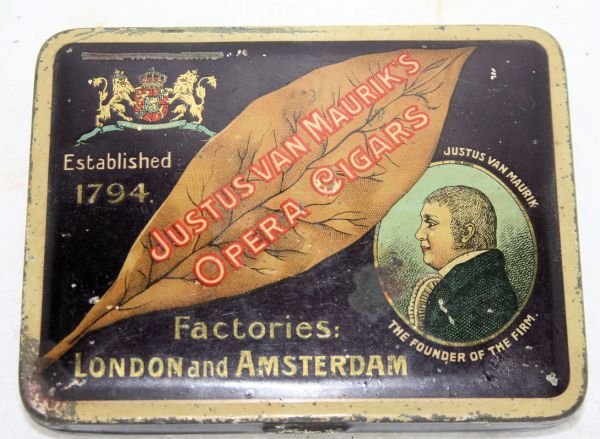 Established
1794.
JUSTUS VAN MAURIK'S
OPERA CIGARS
JUSTUS VAN MAURIK.
THE FOUNDER OF THE FIRM.
Factories:
LONDON and AMSTERDAM